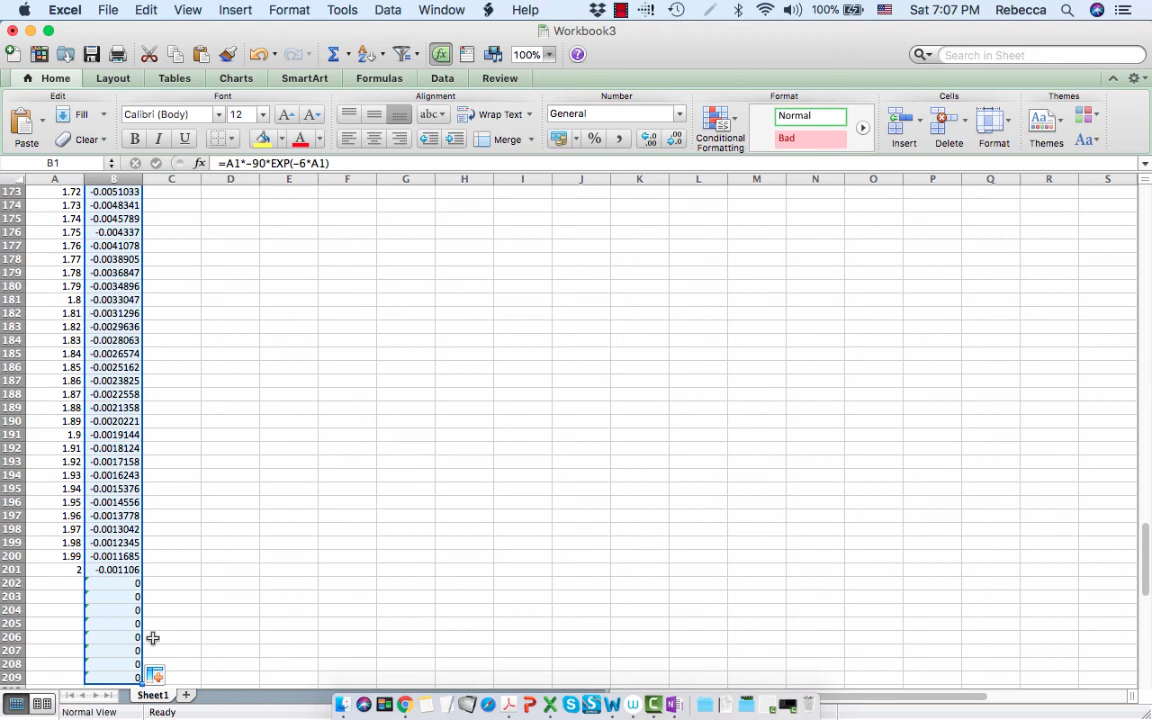 Excel File Edit View Insert Format Tools Data Window Help 100% Sat 7:07 PM Rebecca
Workbook3
100% Search in Sheet
Home Layout Tables Charts SmartArt Formulas Data Review
Edit Font Alignment Number Format Cells Themes
Fill Calibri (Body) 12 A A abc Wrap Text General Normal
Paste Clear B I U A Merge % , Conditional Formatting Bad Insert Delete Format Themes Aa
B1 fx =A1*-90*EXP(-6*A1)
A B C D E F G H I J K L M N O P Q R S
173 1.72 -0.0051033
174 1.73 -0.0048341
175 1.74 -0.0045789
176 1.75 -0.004337
177 1.76 -0.0041078
178 1.77 -0.0038905
179 1.78 -0.0036847
180 1.79 -0.0034896
181 1.8 -0.0033047
182 1.81 -0.0031296
183 1.82 -0.0029636
184 1.83 -0.0028063
185 1.84 -0.0026574
186 1.85 -0.0025162
187 1.86 -0.0023825
188 1.87 -0.0022558
189 1.88 -0.0021358
190 1.89 -0.0020221
191 1.9 -0.0019144
192 1.91 -0.0018124
193 1.92 -0.0017158
194 1.93 -0.0016243
195 1.94 -0.0015376
196 1.95 -0.0014556
197 1.96 -0.0013778
198 1.97 -0.0013042
199 1.98 -0.0012345
200 1.99 -0.0011685
201 2 -0.001106
202 0
203 0
204 0
205 0
206 0
207 0
208 0
209 0
Sheet1
Normal View Ready